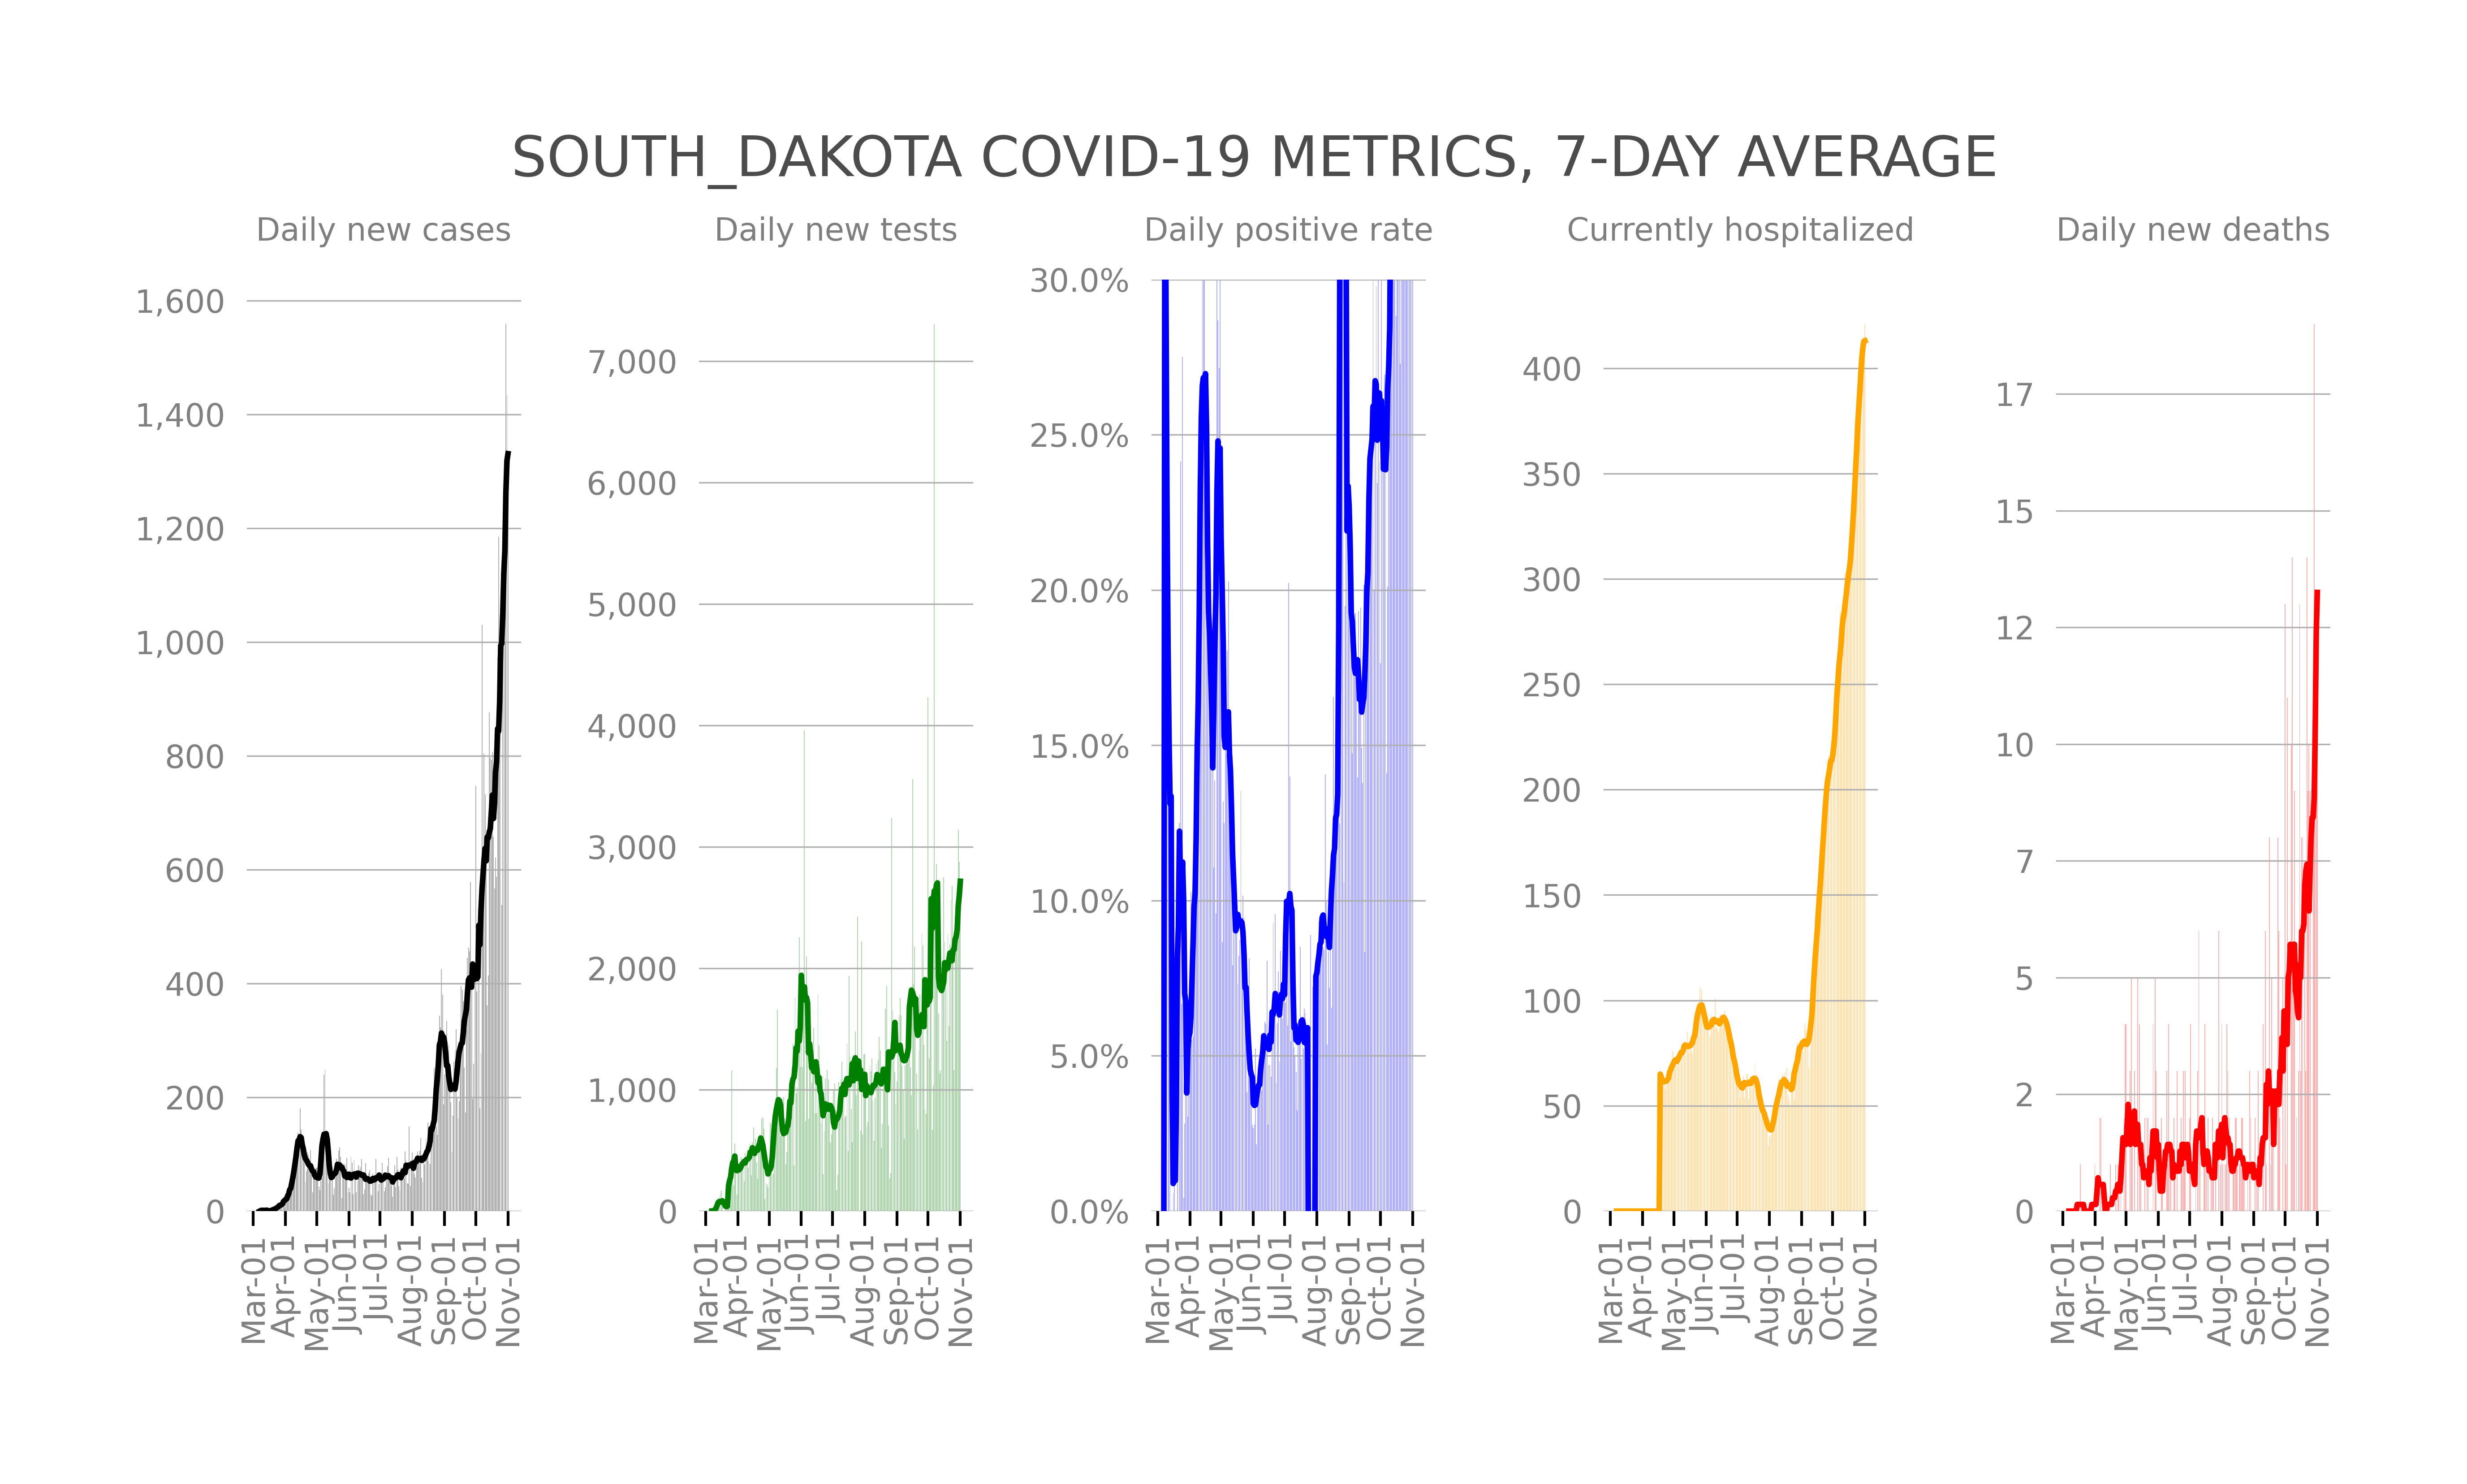 SOUTH_DAKOTA COVID-19 METRICS, 7-DAY AVERAGE
Daily new cases
1,600
1,400
1,200
1,000
800
600
400
200
0
Mar-01
Apr-01
May-01
Jun-01
Jul-01
Aug-01
Sep-01
Oct-01
Nov-01
Daily new tests
7,000
6,000
5,000
4,000
3,000
2,000
1,000
0
Mar-01
Apr-01
May-01
Jun-01
Jul-01
Aug-01
Sep-01
Oct-01
Nov-01
Daily positive rate
30.0%
25.0%
20.0%
15.0%
10.0%
5.0%
0.0%
Mar-01
Apr-01
May-01
Jun-01
Jul-01
Aug-01
Sep-01
Oct-01
Nov-01
Currently hospitalized
400
350
300
250
200
150
100
50
0
Mar-01
Apr-01
May-01
Jun-01
Jul-01
Aug-01
Sep-01
Oct-01
Nov-01
Daily new deaths
17
15
12
10
7
5
2
0
Mar-01
Apr-01
May-01
Jun-01
Jul-01
Aug-01
Sep-01
Oct-01
Nov-01